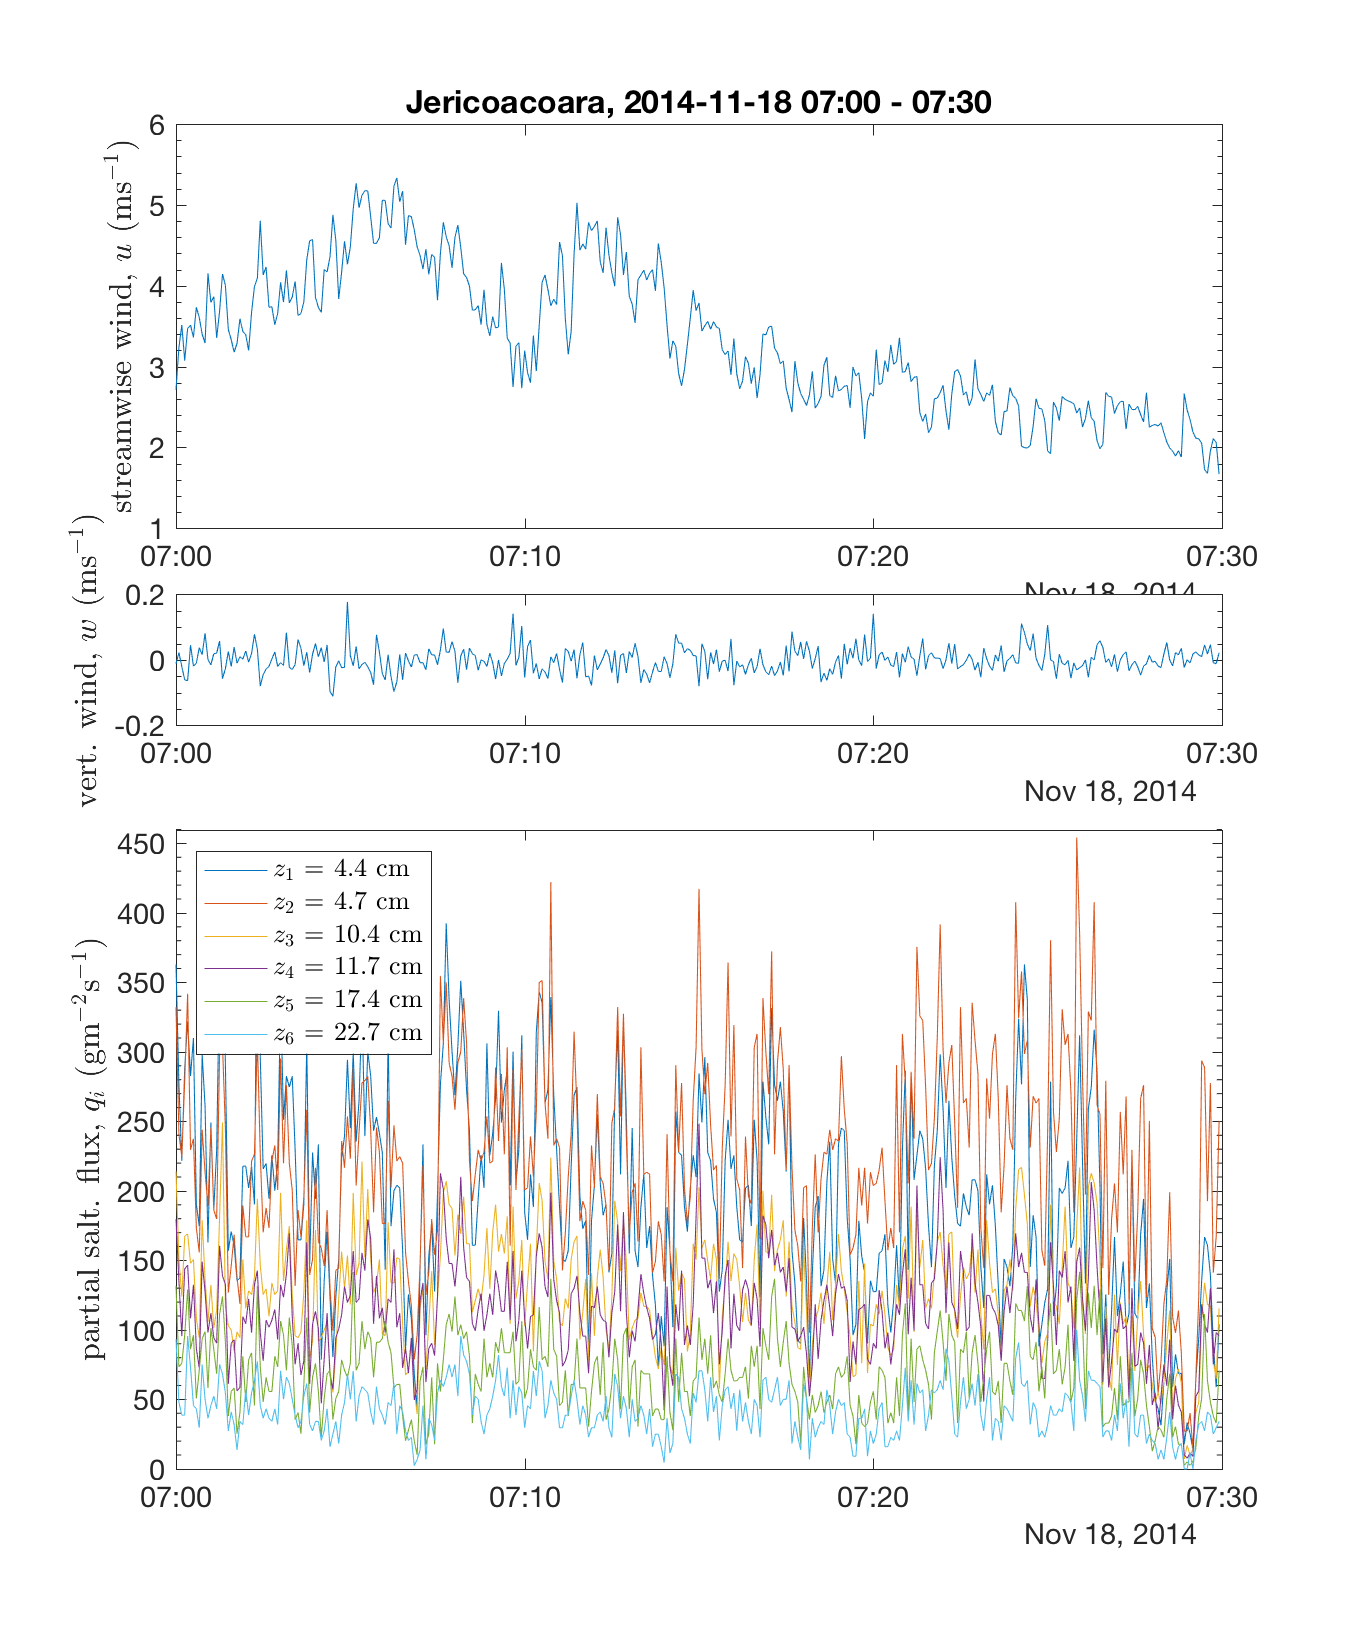 Jericoacoara, 2014-11-18 07:00 - 07:30
streamwise wind, u (ms⁻¹)
6
5
4
3
2
1
07:00 07:10 07:20 07:30
Nov 18, 2014
vert. wind, w (ms⁻¹)
0.2
0
-0.2
07:00 07:10 07:20 07:30
Nov 18, 2014
partial salt. flux, qᵢ (gm⁻²s⁻¹)
450
400
350
300
250
200
150
100
50
0
z₁ = 4.4 cm
z₂ = 4.7 cm
z₃ = 10.4 cm
z₄ = 11.7 cm
z₅ = 17.4 cm
z₆ = 22.7 cm
07:00 07:10 07:20 07:30
Nov 18, 2014